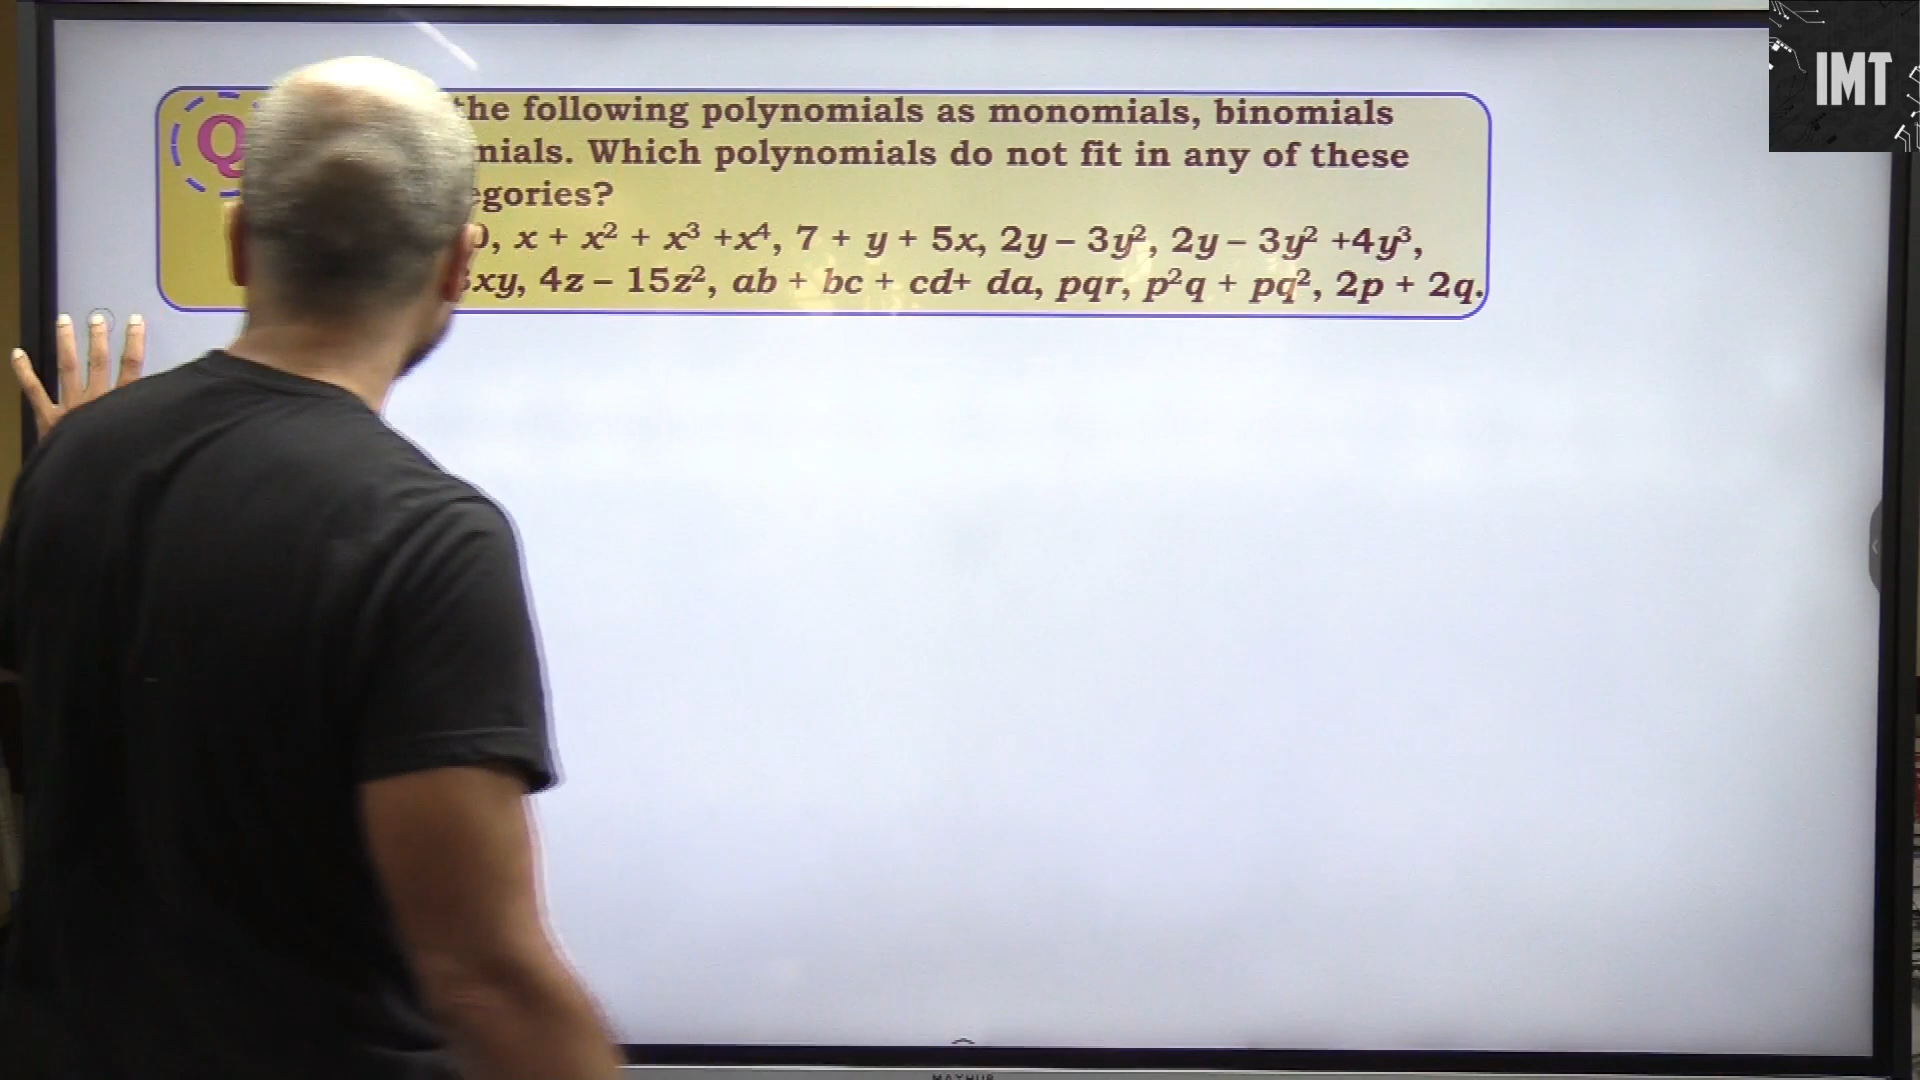 Q
the following polynomials as monomials, binomials
nials. Which polynomials do not fit in any of these
egories?
0, x + x² + x³ +x⁴, 7 + y + 5x, 2y – 3y², 2y – 3y² +4y³,
xy, 4z – 15z², ab + bc + cd+ da, pqr, p²q + pq², 2p + 2q.
IMT